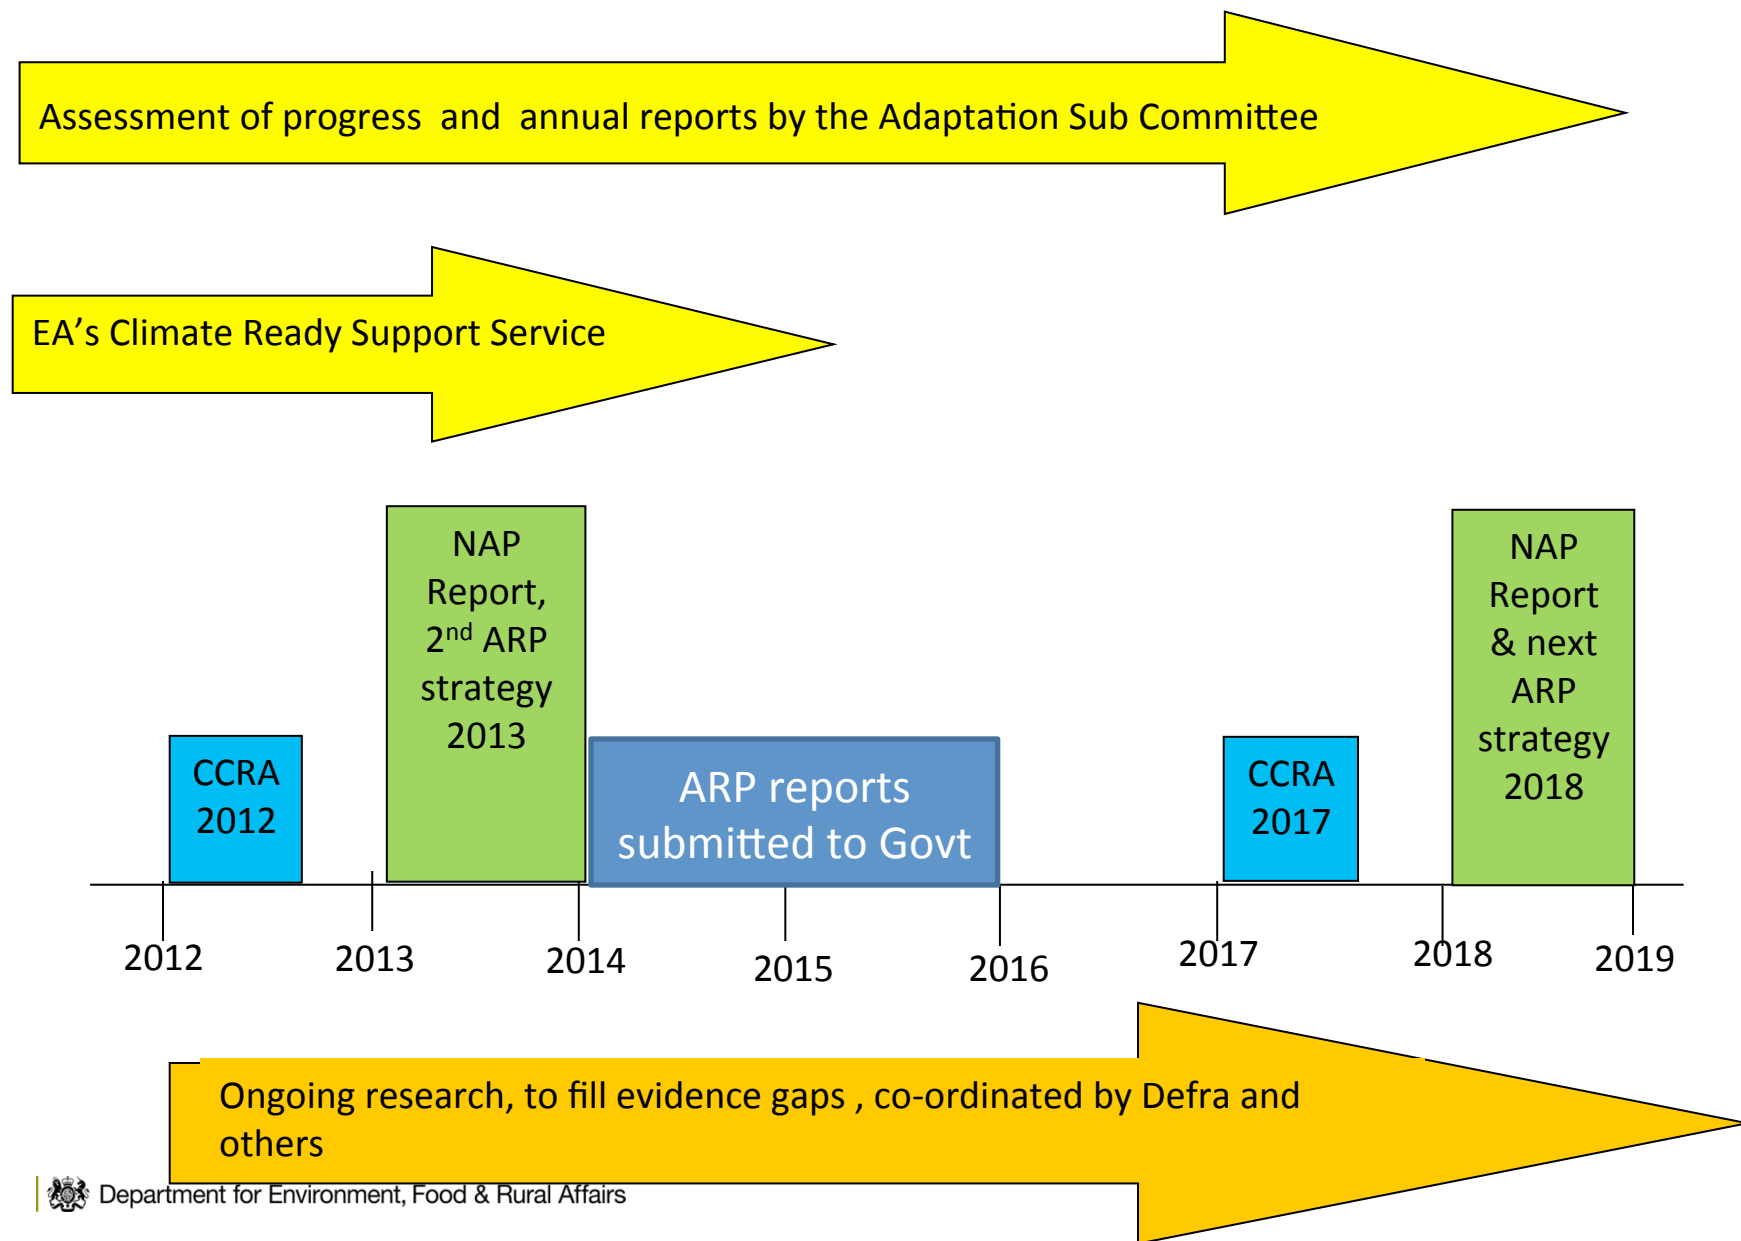 Assessment of progress and annual reports by the Adaptation Sub Committee
EA’s Climate Ready Support Service
NAP
Report,
2nd ARP
strategy
2013
NAP
Report
& next
ARP
strategy
2018
CCRA
2012
ARP reports
submitted to Govt
CCRA
2017
2012
2013
2014
2015
2016
2017
2018
2019
Ongoing research, to fill evidence gaps , co-ordinated by Defra and
others
Department for Environment, Food & Rural Affairs